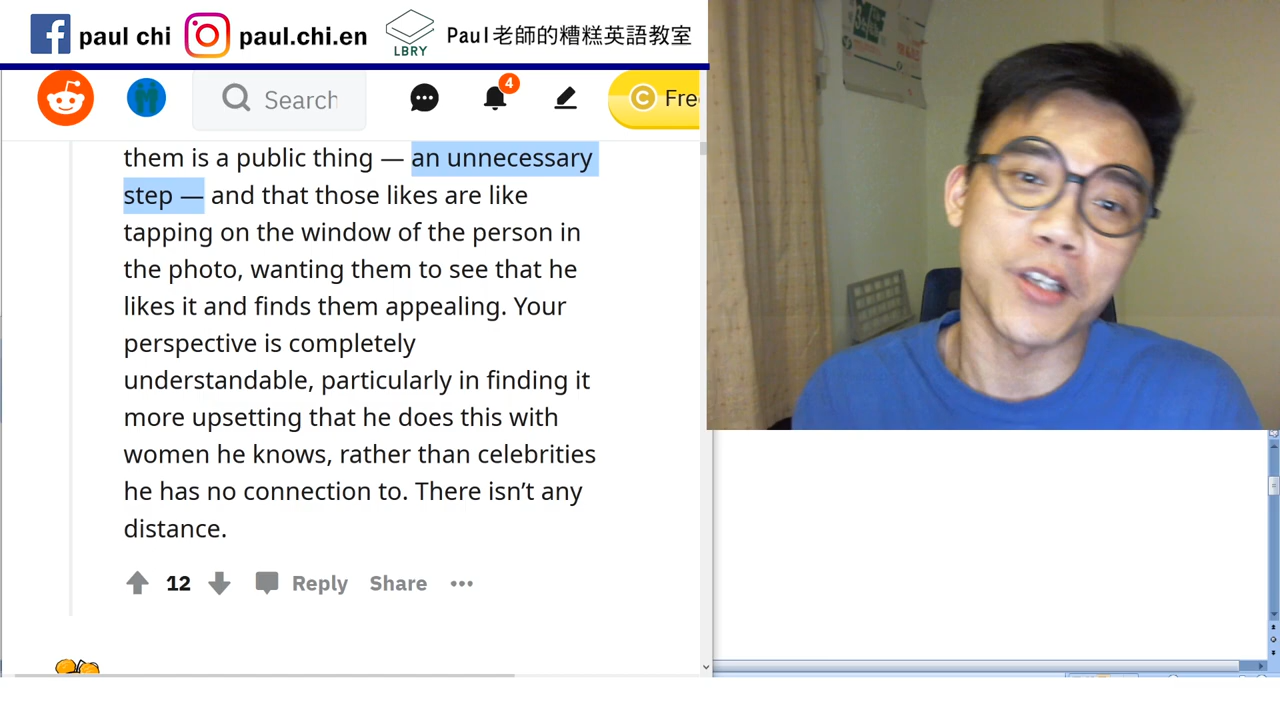 paul chi paul.chi.en LBRY Paul老師的糟糕英語教室
Search 4 Fre
them is a public thing — an unnecessary
step — and that those likes are like
tapping on the window of the person in
the photo, wanting them to see that he
likes it and finds them appealing. Your
perspective is completely
understandable, particularly in finding it
more upsetting that he does this with
women he knows, rather than celebrities
he has no connection to. There isn’t any
distance.
12 Reply Share